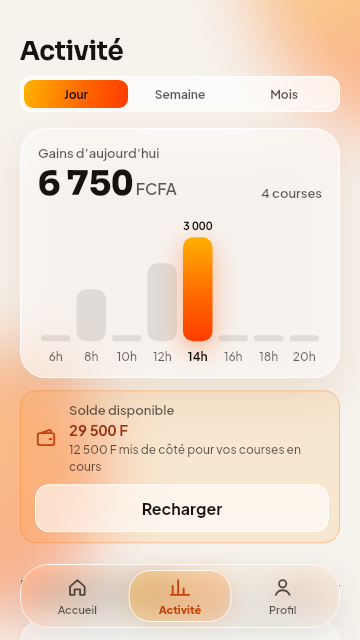 Activité
Jour Semaine Mois
Gains d’aujourd’hui
6 750 FCFA 4 courses
3 000
6h 8h 10h 12h 14h 16h 18h 20h
Solde disponible
29 500 F
12 500 F mis de côté pour vos courses en
cours
Recharger
Accueil Activité Profil